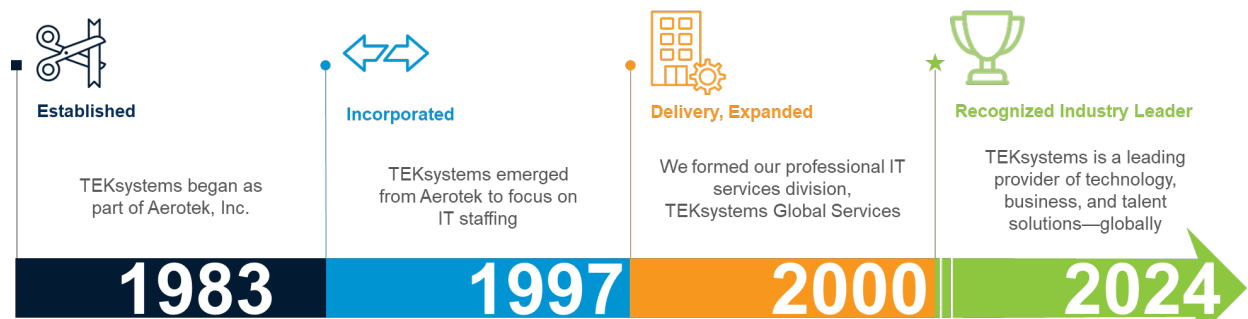 Established
TEKsystems began as
part of Aerotek, Inc.
1983
Incorporated
TEKsystems emerged
from Aerotek to focus on
IT staffing
1997
Delivery, Expanded
We formed our professional IT
services division,
TEKsystems Global Services
2000
Recognized Industry Leader
TEKsystems is a leading
provider of technology,
business, and talent
solutions—globally
2024